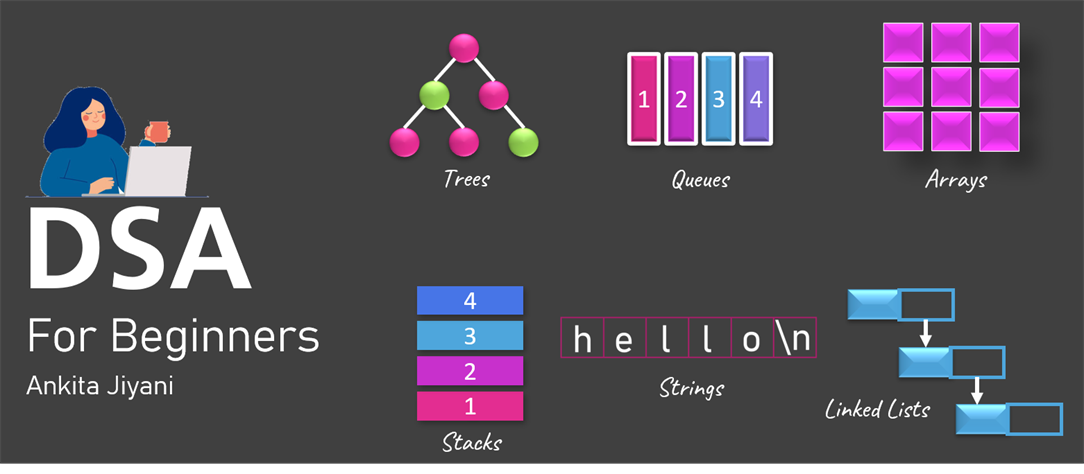 DSA
For Beginners
Ankita Jiyani
Trees
1 2 3 4
Queues
Arrays
4
3
2
1
Stacks
h e l l o \n
Strings
Linked Lists